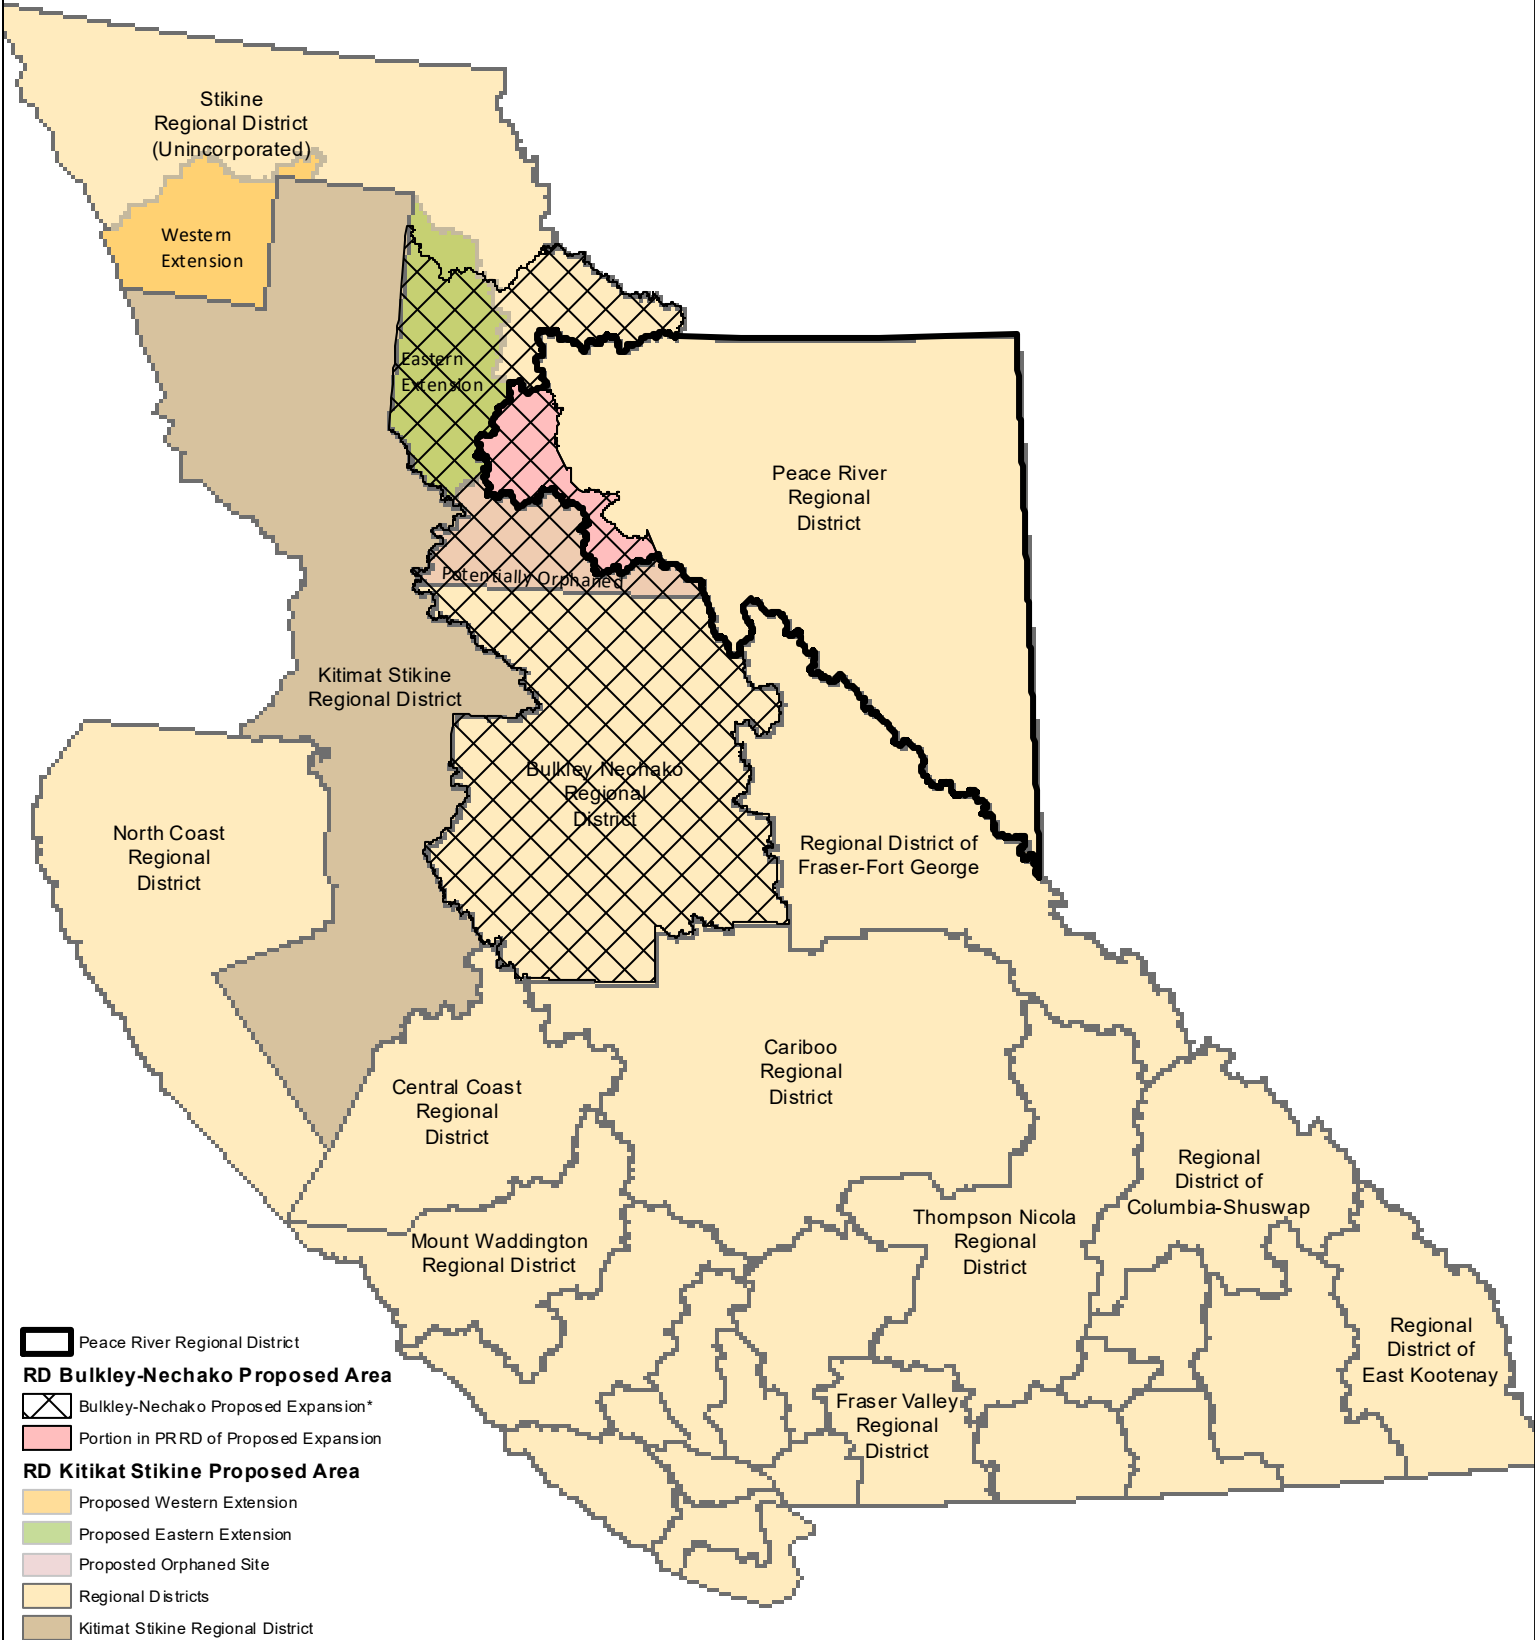 Stikine
Regional District
(Unincorporated)
Western
Extension
Eastern
Extension
Peace River
Regional
District
Potentially Orphaned
Kitimat Stikine
Regional District
Bulkley Nechako
Regional
District
North Coast
Regional
District
Regional District of
Fraser-Fort George
Cariboo
Regional
District
Central Coast
Regional
District
Regional
District of
Columbia-Shuswap
Thompson Nicola
Regional
District
Mount Waddington
Regional District
Regional
District of
East Kootenay
Fraser Valley
Regional
District
Peace River Regional District
RD Bulkley-Nechako Proposed Area
Bulkley-Nechako Proposed Expansion*
Portion in PRRD of Proposed Expansion
RD Kitikat Stikine Proposed Area
Proposed Western Extension
Proposed Eastern Extension
Proposted Orphaned Site
Regional Districts
Kitimat Stikine Regional District